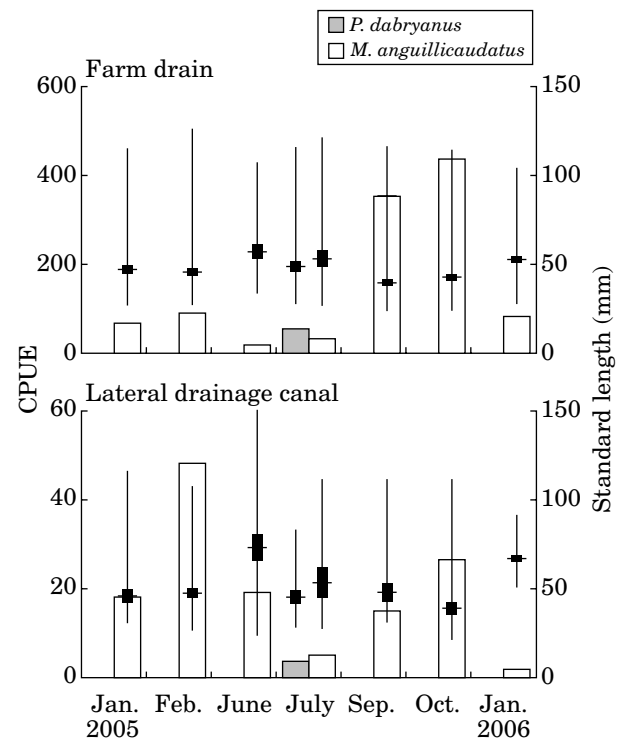 P. dabryanus
M. anguillicaudatus
Farm drain
600
400
200
0
150
100
50
0
CPUE
Standard length (mm)
Lateral drainage canal
60
40
20
0
150
100
50
0
Jan. Feb. June July Sep. Oct. Jan.
2005 2006